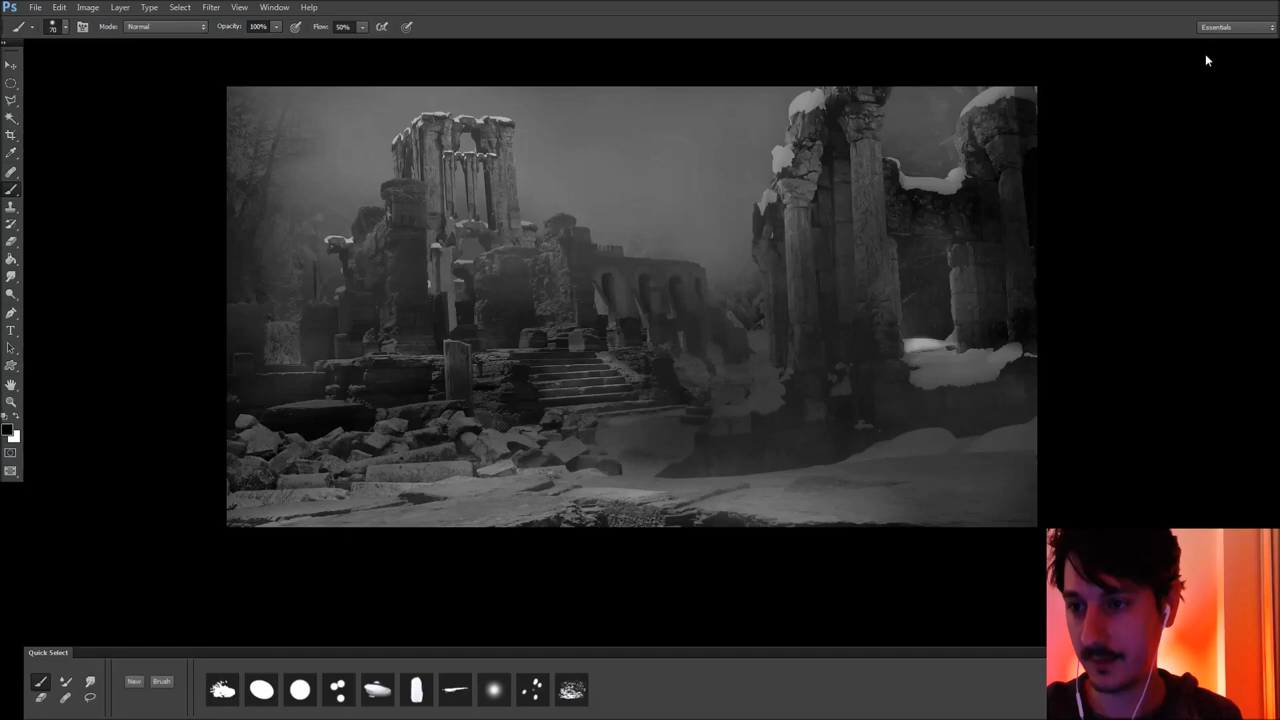 Ps File Edit Image Layer Type Select Filter View Window Help
70 Mode: Normal Opacity: 100% Flow: 50% Essentials
T
Quick Select
New Brush